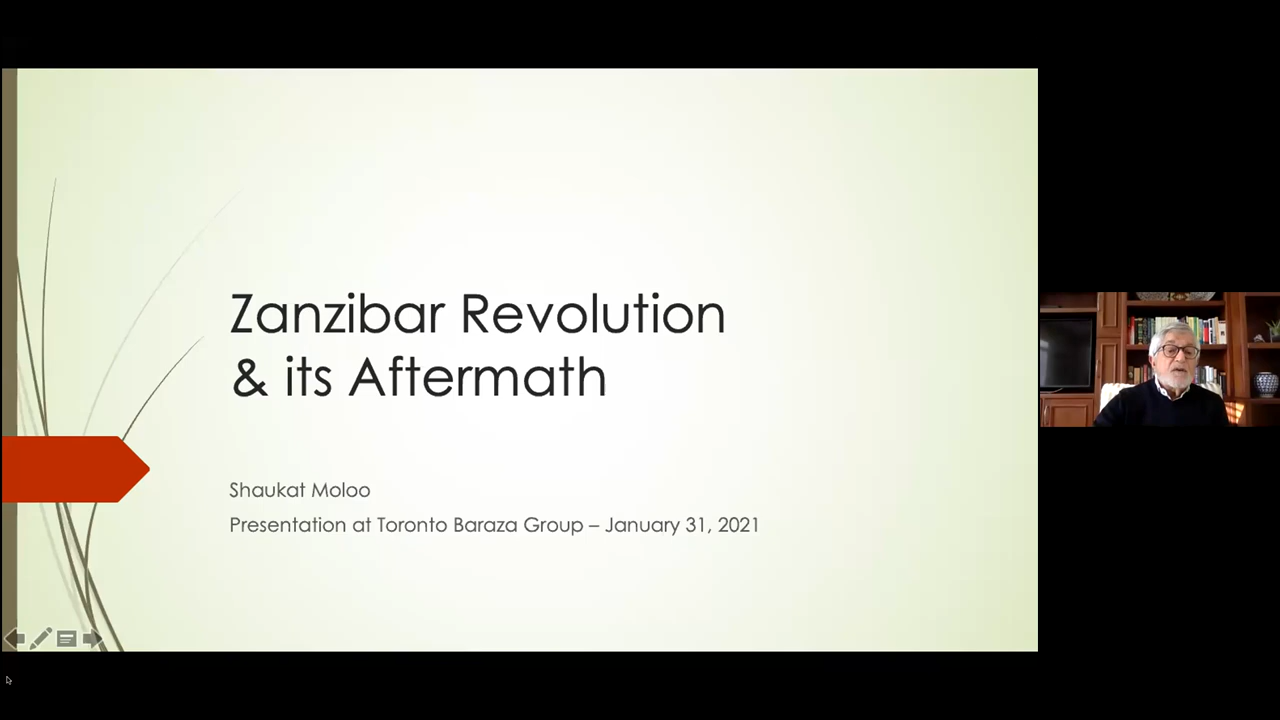 Zanzibar Revolution
& its Aftermath
Shaukat Moloo
Presentation at Toronto Baraza Group – January 31, 2021